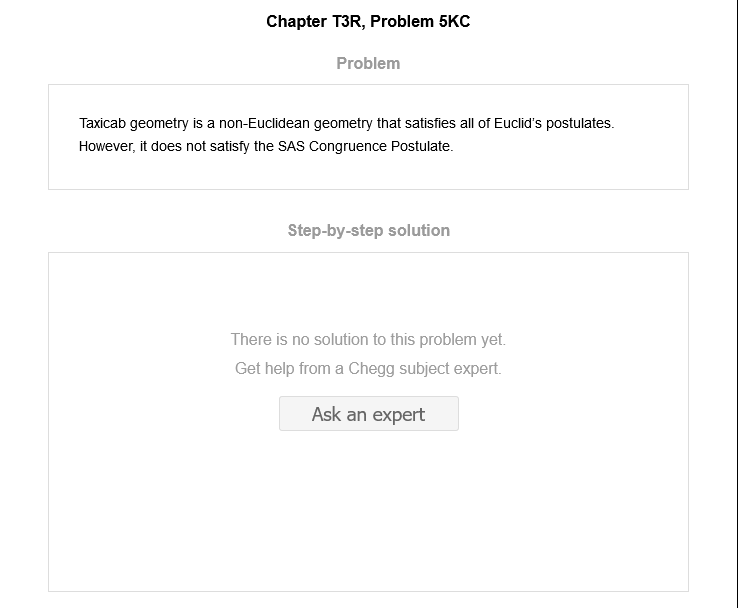 Chapter T3R, Problem 5KC
Problem
Taxicab geometry is a non-Euclidean geometry that satisfies all of Euclid's postulates.
However, it does not satisfy the SAS Congruence Postulate.
Step-by-step solution
There is no solution to this problem yet.
Get help from a Chegg subject expert.
Ask an expert